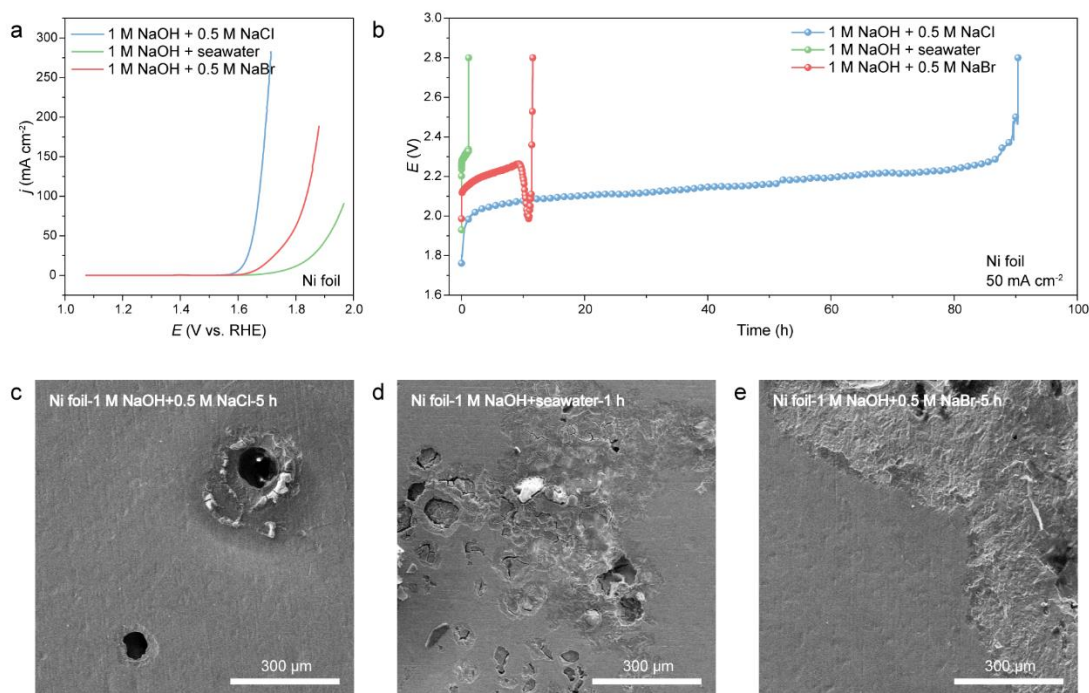 a
300
250
200
150
100
50
0
j (mA cm⁻²)
1 M NaOH + 0.5 M NaCl
1 M NaOH + seawater
1 M NaOH + 0.5 M NaBr
Ni foil
1.0 1.2 1.4 1.6 1.8 2.0
E (V vs. RHE)
b
3.0
2.8
2.6
2.4
2.2
2.0
1.8
1.6
E (V)
1 M NaOH + 0.5 M NaCl
1 M NaOH + seawater
1 M NaOH + 0.5 M NaBr
Ni foil
50 mA cm⁻²
0 20 40 60 80 100
Time (h)
c
Ni foil-1 M NaOH+0.5 M NaCl-5 h
300 µm
d
Ni foil-1 M NaOH+seawater-1 h
300 µm
e
Ni foil-1 M NaOH+0.5 M NaBr-5 h
300 µm